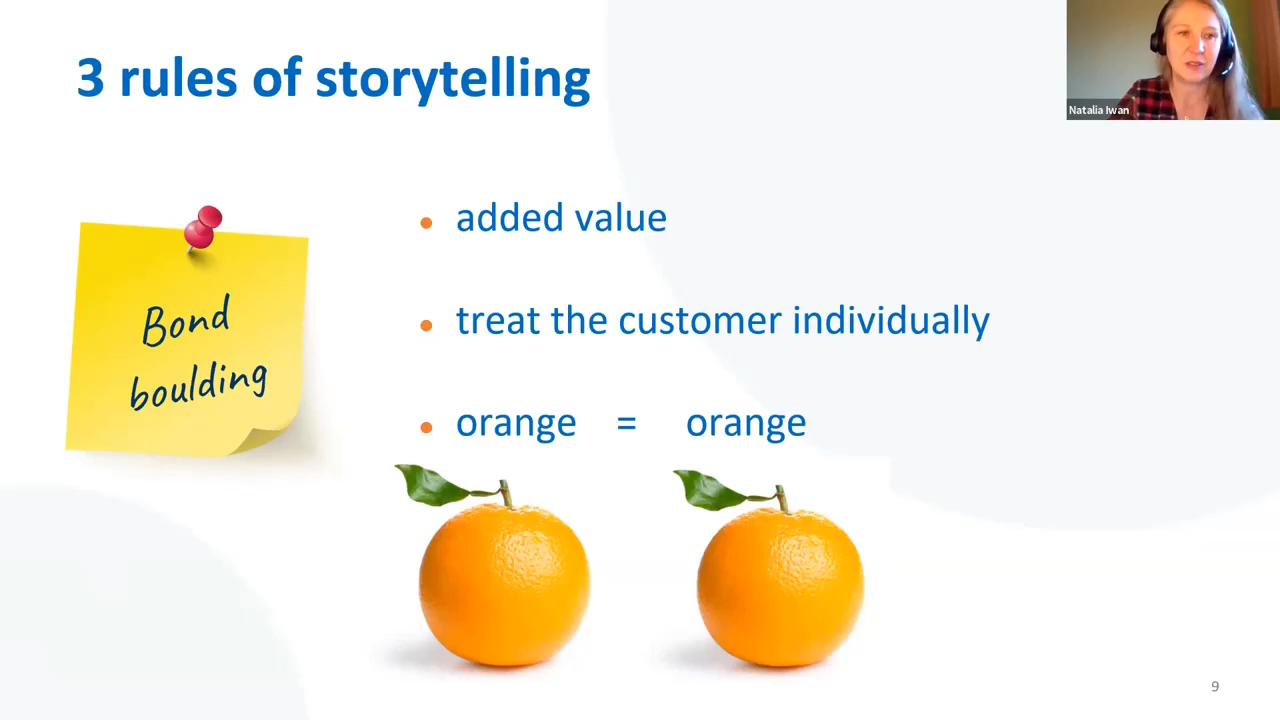 3 rules of storytelling
Natalia Iwan
Bond
boulding
• added value
• treat the customer individually
• orange = orange
9